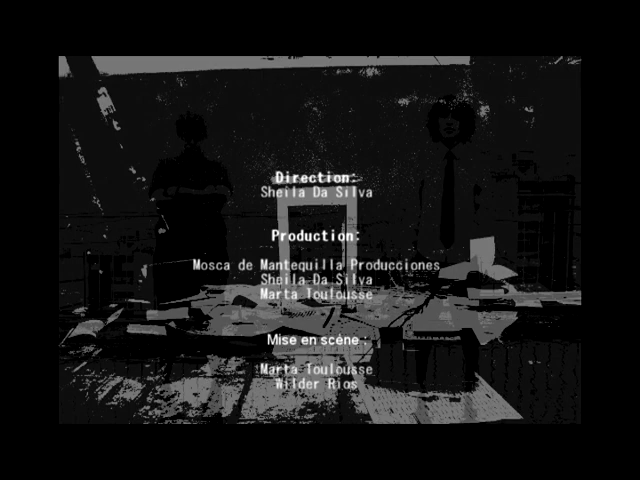 Direction:
Sheila Da Silva
Production:
Mosca de Mantequilla Producciones
Sheila Da Silva
Marta Toulousse
Mise en scéne :
Marta Toulousse
Wilder Rios